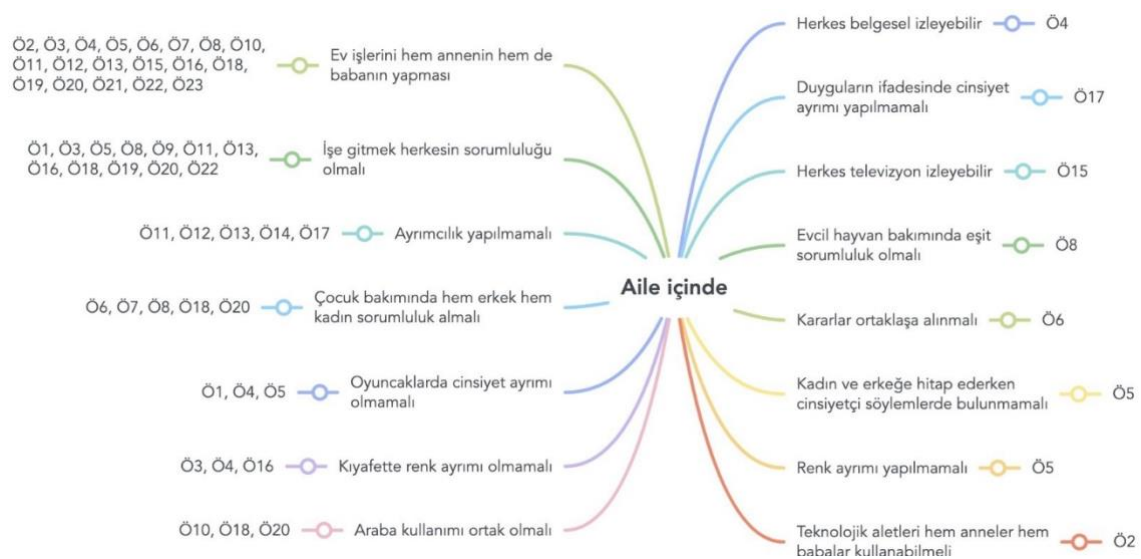 Aile içinde
Ö2, Ö3, Ö4, Ö5, Ö6, Ö7, Ö8, Ö10,
Ö11, Ö12, Ö13, Ö15, Ö16, Ö18,
Ö19, Ö20, Ö21, Ö22, Ö23
Ev işlerini hem annenin hem de
babanın yapması
Ö1, Ö3, Ö5, Ö8, Ö9, Ö11, Ö13,
Ö16, Ö18, Ö19, Ö20, Ö22
İşe gitmek herkesin sorumluluğu
olmalı
Ö11, Ö12, Ö13, Ö14, Ö17
Ayrımcılık yapılmamalı
Ö6, Ö7, Ö8, Ö18, Ö20
Çocuk bakımında hem erkek hem
kadın sorumluluk almalı
Ö1, Ö4, Ö5
Oyuncaklarda cinsiyet ayrımı
olmamalı
Ö3, Ö4, Ö16
Kıyafette renk ayrımı olmamalı
Ö10, Ö18, Ö20
Araba kullanımı ortak olmalı
Herkes belgesel izleyebilir
Ö4
Duyguların ifadesinde cinsiyet
ayrımı yapılmamalı
Ö17
Herkes televizyon izleyebilir
Ö15
Evcil hayvan bakımında eşit
sorumluluk olmalı
Ö8
Kararlar ortaklaşa alınmalı
Ö6
Kadın ve erkeğe hitap ederken
cinsiyetçi söylemlerde bulunmamalı
Ö5
Renk ayrımı yapılmamalı
Ö5
Teknolojik aletleri hem anneler hem
babalar kullanabilmeli
Ö2